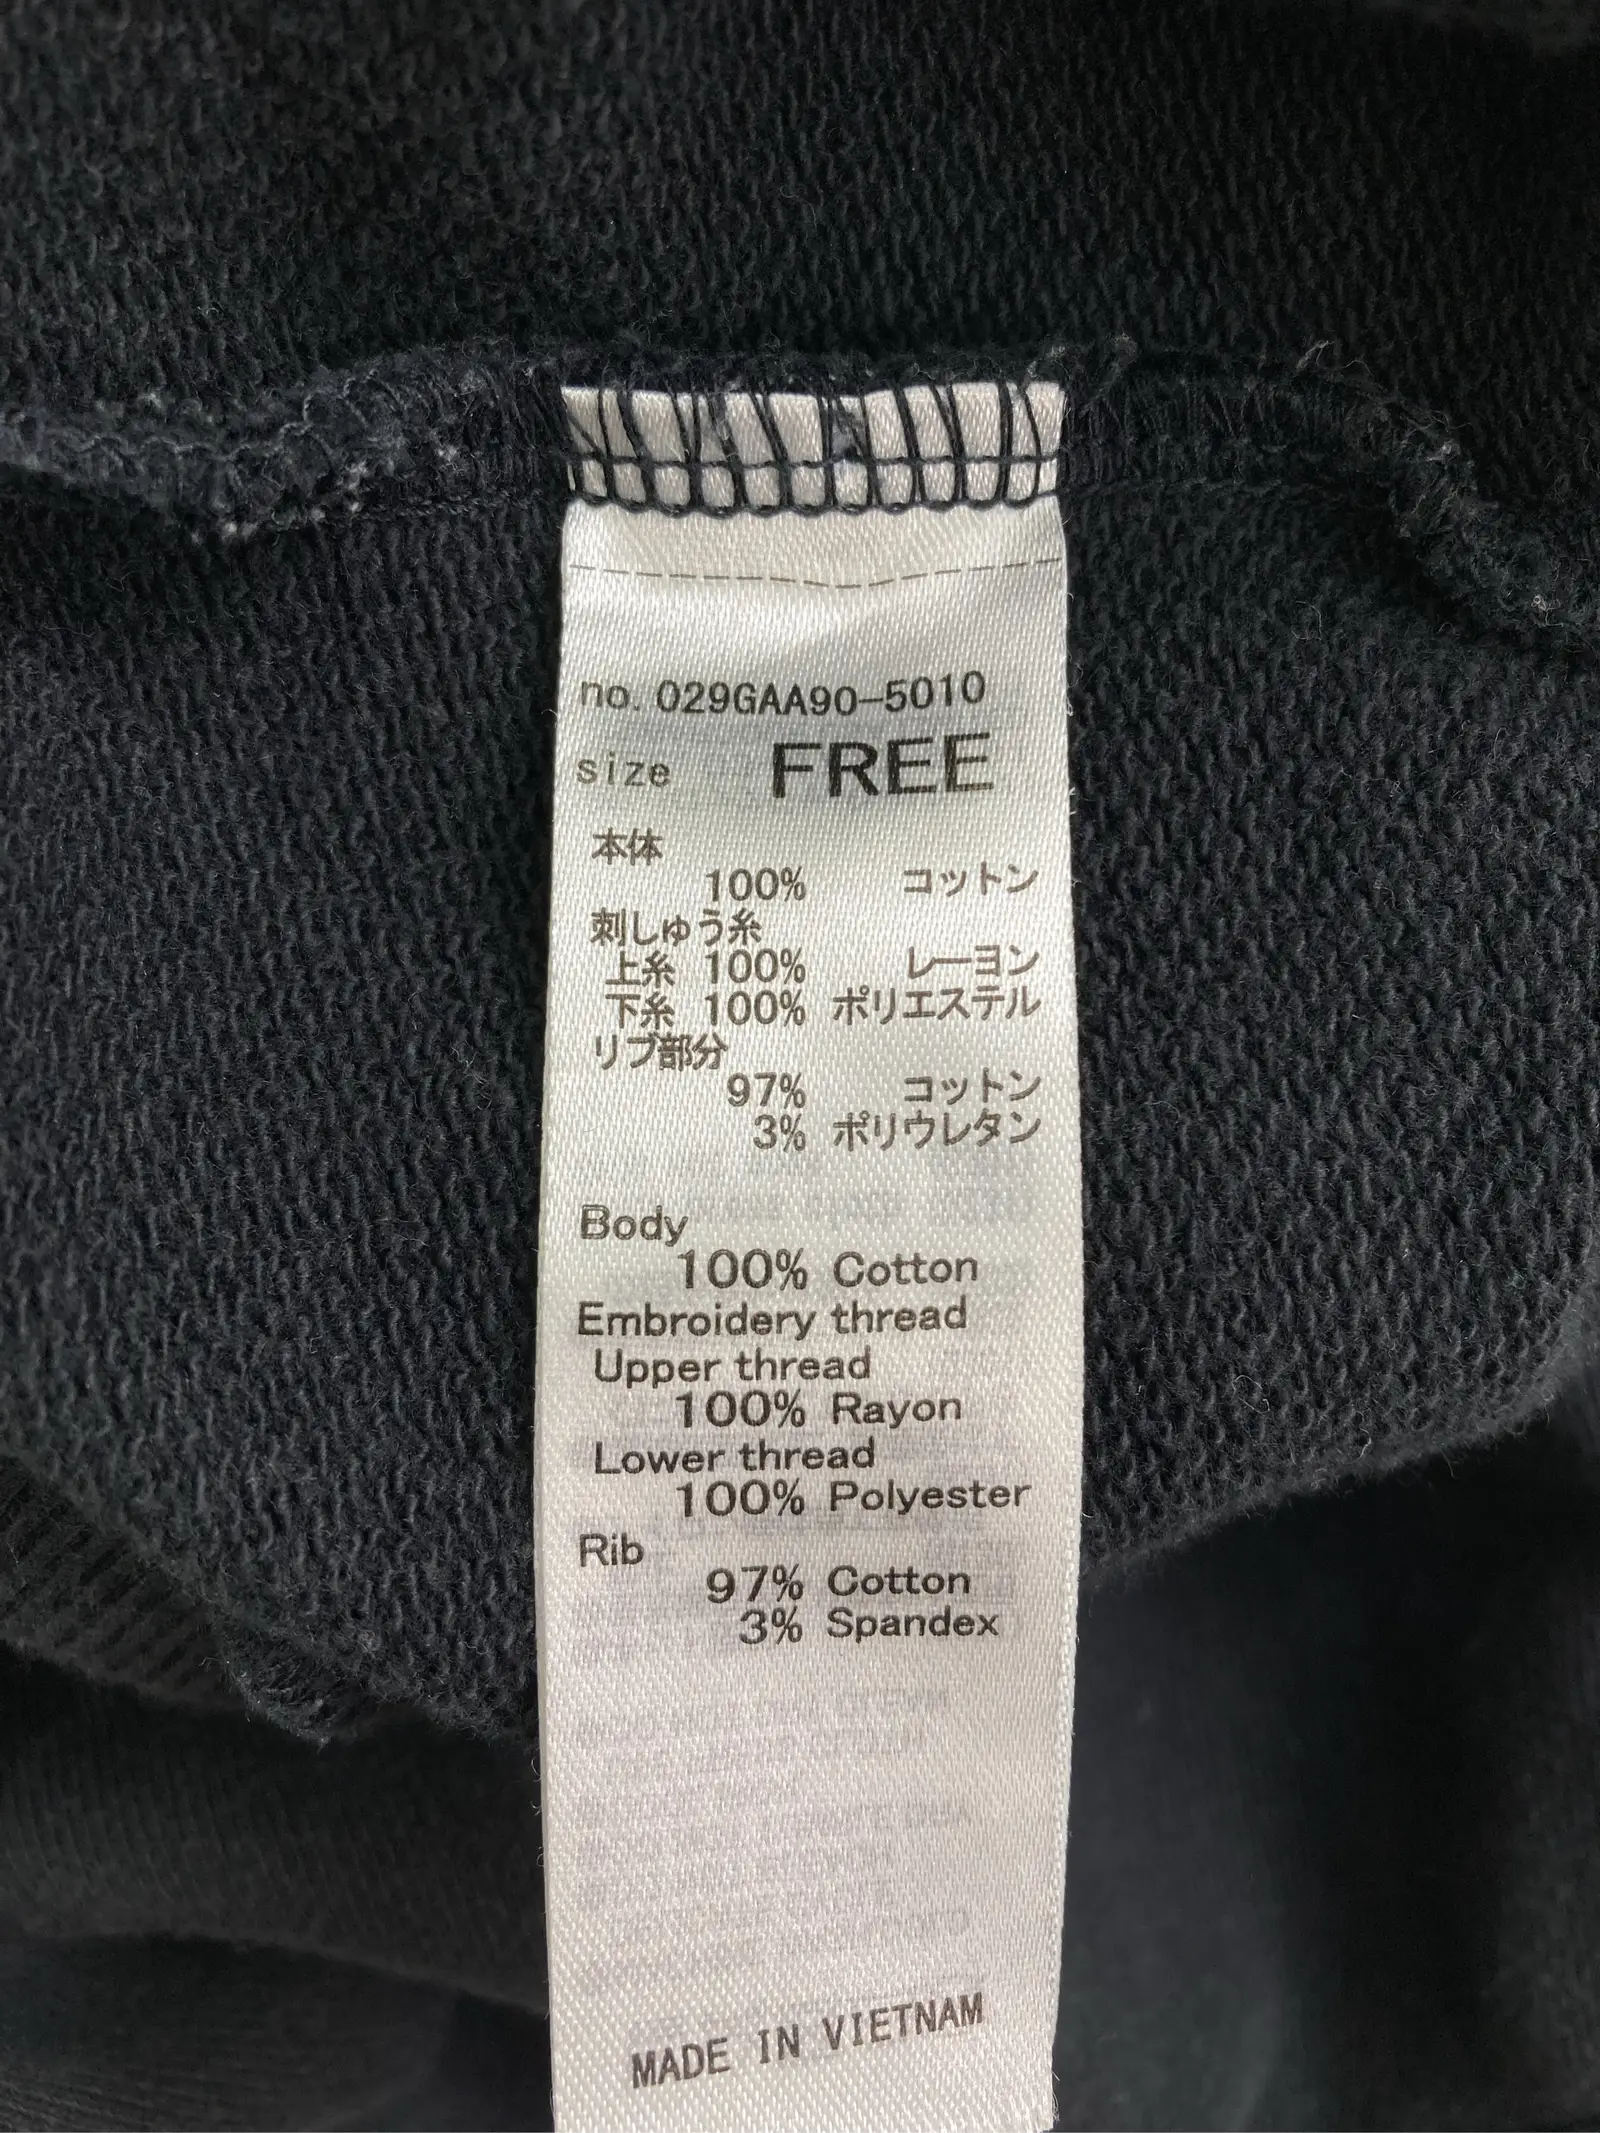 no. 029GAA90-5010
size FREE
本体
100% コットン
刺しゅう糸
上糸 100% レーヨン
下糸 100% ポリエステル
リブ部分
97% コットン
3% ポリウレタン
Body
100% Cotton
Embroidery thread
Upper thread
100% Rayon
Lower thread
100% Polyester
Rib
97% Cotton
3% Spandex
MADE IN VIETNAM